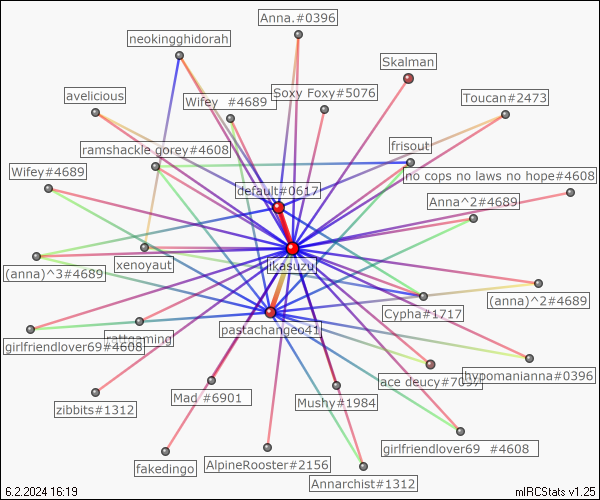 Anna.#0396
neokingghidorah
Skalman
avelicious
Wifey  #4689
Soxy Foxy#5076
Toucan#2473
ramshackle gorey#4608
frisout
Wifey#4689
default#0617
no cops no laws no hope#4608
Anna^2#4689
(anna)^3#4689
xenoyaut
ikasuzu
Cypha#1717
(anna)^2#4689
pastachangeo41
girlfriendlover69#4608
rattgaming
ace deucy#7097
hypomanianna#0396
zibbits#1312
Mad #6901
Mushy#1984
girlfriendlover69  #4608
fakedingo
AlpineRooster#2156
Annarchist#1312
6.2.2024 16:19
mIRCStats v1.25